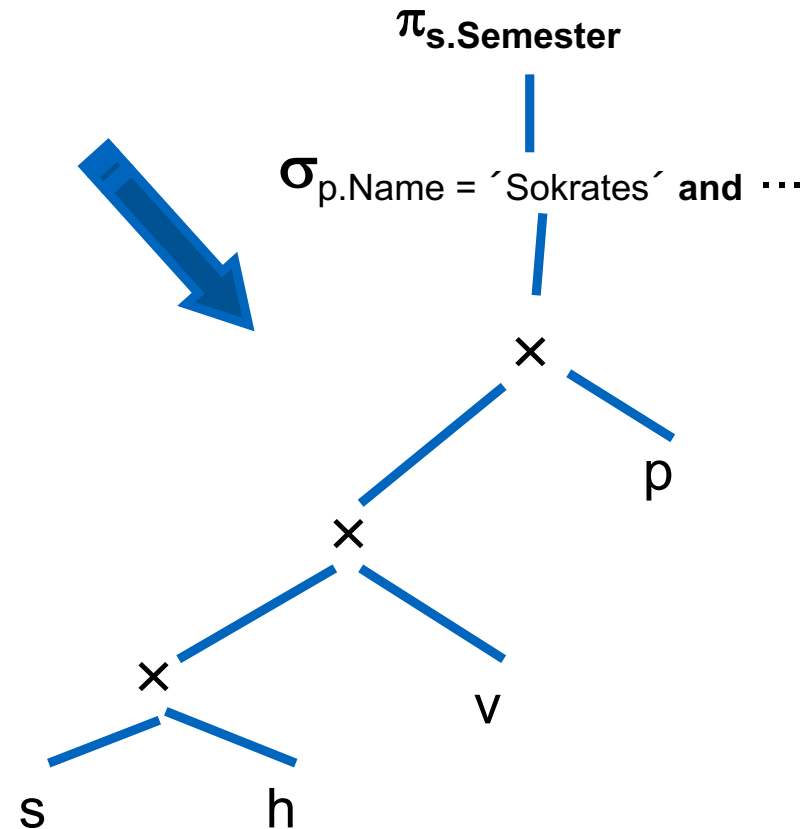 πs.Semester
σp.Name = ´Sokrates´ and ...
×
p
×
×
v
s h